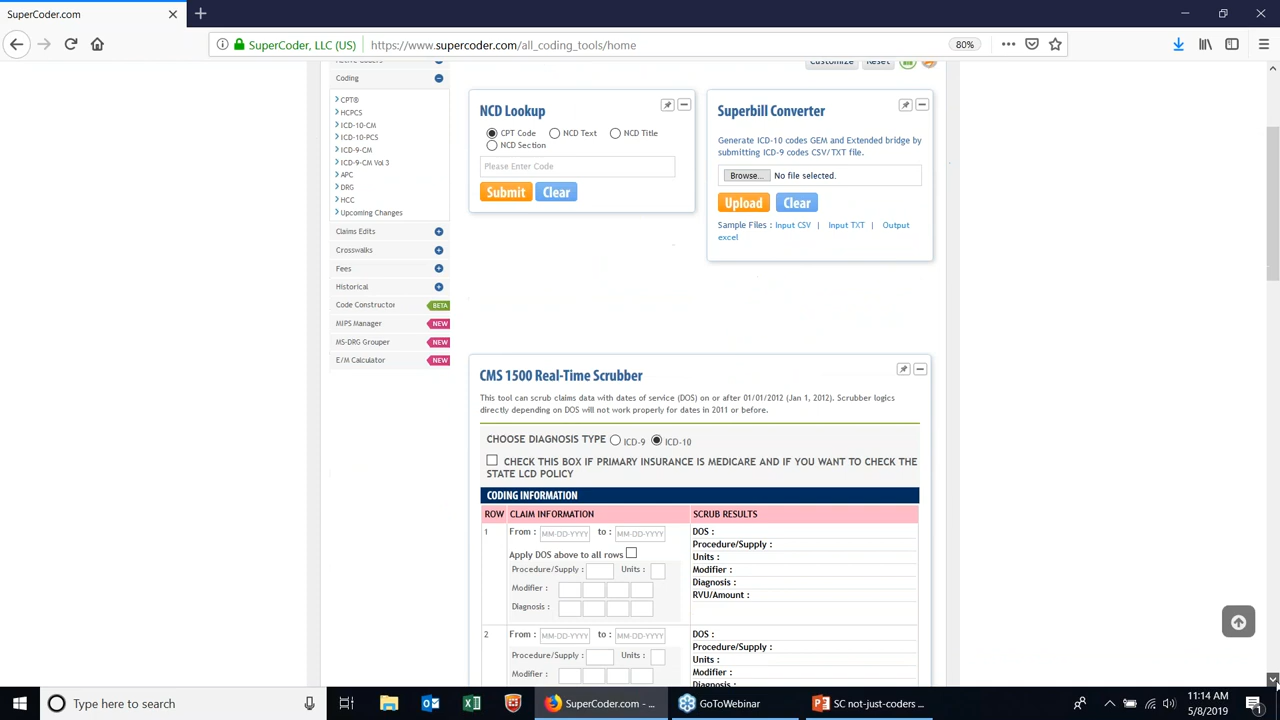 SuperCoder.com
SuperCoder, LLC (US)
https://www.supercoder.com/all_coding_tools/home
80%
Active Coders
Customize
Reset
Coding
CPT®
HCPCS
ICD-10-CM
ICD-10-PCS
ICD-9-CM
ICD-9-CM Vol 3
APC
DRG
HCC
Upcoming Changes
Claims Edits
Crosswalks
Fees
Historical
Code Constructor
BETA
MIPS Manager
NEW
MS-DRG Grouper
NEW
E/M Calculator
NEW
NCD Lookup
CPT Code
NCD Text
NCD Title
NCD Section
Please Enter Code
Submit
Clear
Superbill Converter
Generate ICD-10 codes GEM and Extended bridge by
submitting ICD-9 codes CSV/TXT file.
Browse... No file selected.
Upload
Clear
Sample Files : Input CSV | Input TXT | Output
excel
CMS 1500 Real-Time Scrubber
This tool can scrub claims data with dates of service (DOS) on or after 01/01/2012 (Jan 1, 2012). Scrubber logics
directly depending on DOS will not work properly for dates in 2011 or before.
CHOOSE DIAGNOSIS TYPE ICD-9 ICD-10
CHECK THIS BOX IF PRIMARY INSURANCE IS MEDICARE AND IF YOU WANT TO CHECK THE
STATE LCD POLICY
CODING INFORMATION
ROW CLAIM INFORMATION SCRUB RESULTS
1 From : MM-DD-YYYY to : MM-DD-YYYY
Apply DOS above to all rows
Procedure/Supply : Units :
Modifier :
Diagnosis :
DOS :
Procedure/Supply :
Units :
Modifier :
Diagnosis :
RVU/Amount :
2 From : MM-DD-YYYY to : MM-DD-YYYY
Procedure/Supply : Units :
Modifier :
DOS :
Procedure/Supply :
Units :
Modifier :
Diagnosis :
Type here to search
SuperCoder.com - ...
GoToWebinar
SC not-just-coders ...
11:14 AM
5/8/2019
1